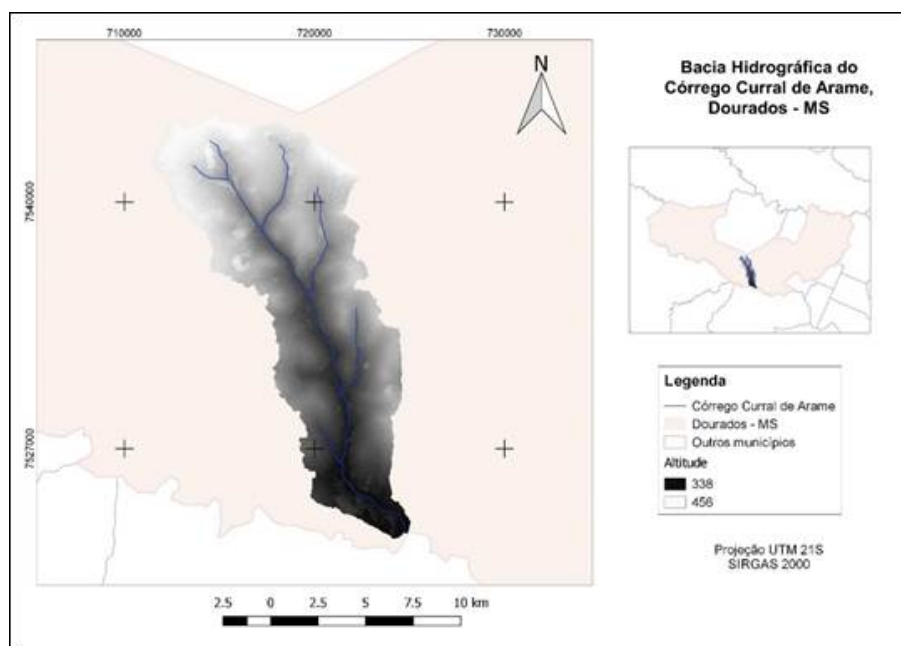 710000 720000 730000
N
7540000
7527000
2.5 0 2.5 5 7.5 10 km
Bacia Hidrográfica do
Córrego Curral de Arame,
Dourados - MS
Legenda
Córrego Curral de Arame
Dourados - MS
Outros municípios
Altitude
338
456
Projeção UTM 21S
SIRGAS 2000